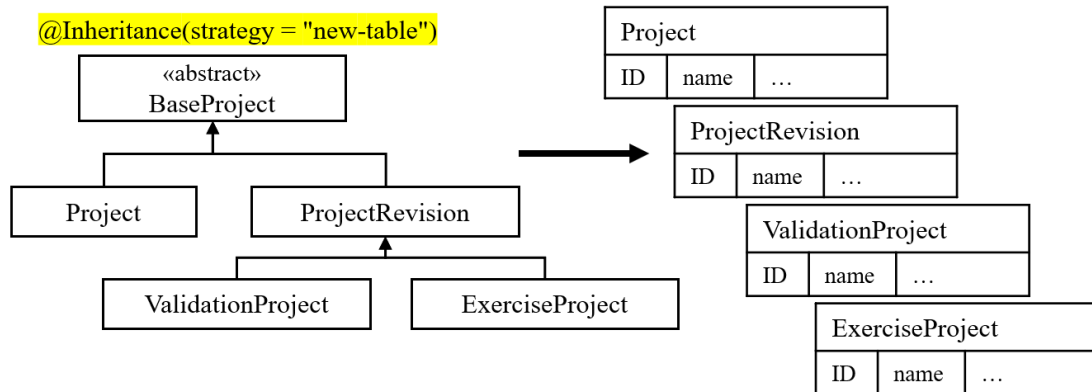 @Inheritance(strategy = "new-table")
«abstract»
BaseProject
Project
ProjectRevision
ValidationProject
ExerciseProject
Project
ID name …
ProjectRevision
ID name …
ValidationProject
ID name …
ExerciseProject
ID name …